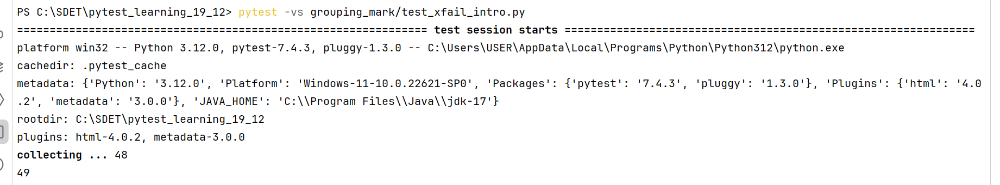 PS C:\SDET\pytest_learning_19_12> pytest -vs grouping_mark/test_xfail_intro.py
=============================================================== test session starts ===============================================================
platform win32 -- Python 3.12.0, pytest-7.4.3, pluggy-1.3.0 -- C:\Users\USER\AppData\Local\Programs\Python\Python312\python.exe
cachedir: .pytest_cache
metadata: {'Python': '3.12.0', 'Platform': 'Windows-11-10.0.22621-SP0', 'Packages': {'pytest': '7.4.3', 'pluggy': '1.3.0'}, 'Plugins': {'html': '4.0
.2', 'metadata': '3.0.0'}, 'JAVA_HOME': 'C:\\Program Files\\Java\\jdk-17'}
rootdir: C:\SDET\pytest_learning_19_12
plugins: html-4.0.2, metadata-3.0.0
collecting ... 48
49